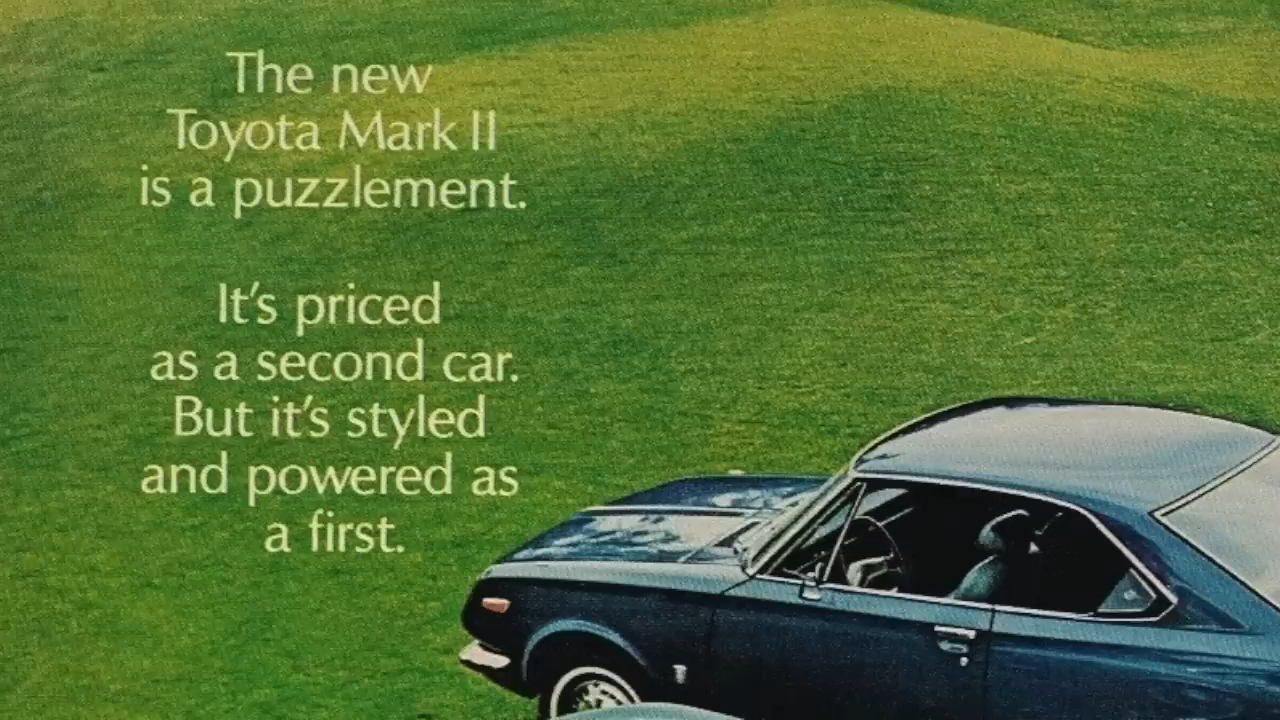 The new
Toyota Mark II
is a puzzlement.
It's priced
as a second car.
But it's styled
and powered as
a first.